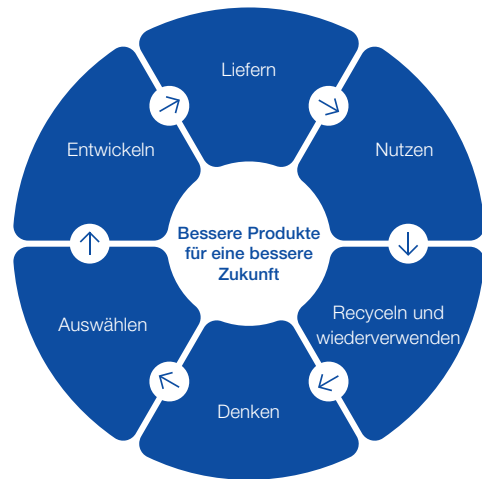 Liefern
Entwickeln
Nutzen
Bessere Produkte
für eine bessere
Zukunft
Auswählen
Recyceln und
wiederverwenden
Denken